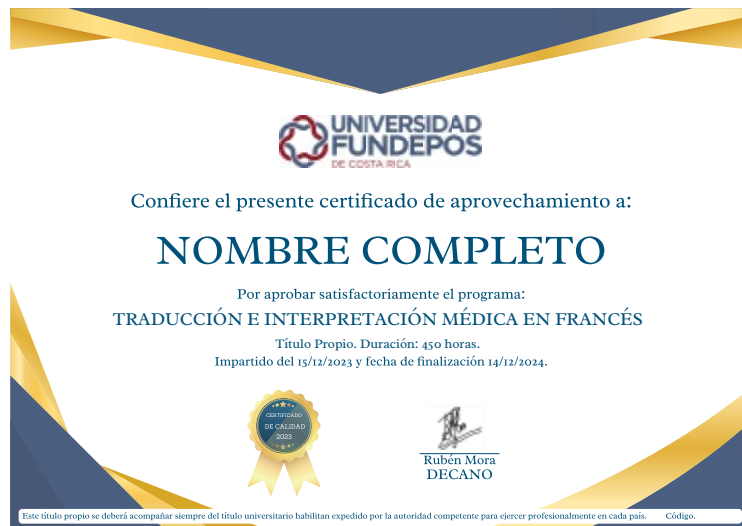 UNIVERSIDAD
FUNDEPOS
DE COSTA RICA
Confiere el presente certificado de aprovechamiento a:
NOMBRE COMPLETO
Por aprobar satisfactoriamente el programa:
TRADUCCIÓN E INTERPRETACIÓN MÉDICA EN FRANCÉS
Título Propio. Duración: 450 horas.
Impartido del 15/12/2023 y fecha de finalización 14/12/2024.
CERTIFICADO
DE CALIDAD
2023
Rubén Mora
DECANO
Este título propio se deberá acompañar siempre del título universitario habilitan expedido por la autoridad competente para ejercer profesionalmente en cada país. Código.